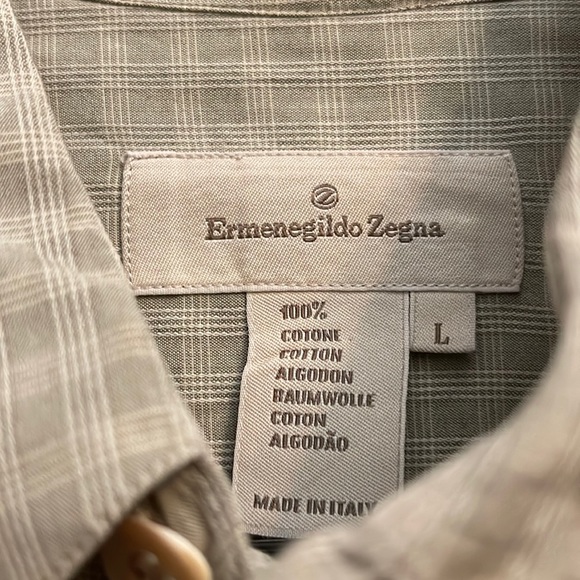 Ermenegildo Zegna
100%
COTONE
COTTON
ALGODON
BAUMWOLLE
COTON
ALGODÃO
MADE IN ITALY
L